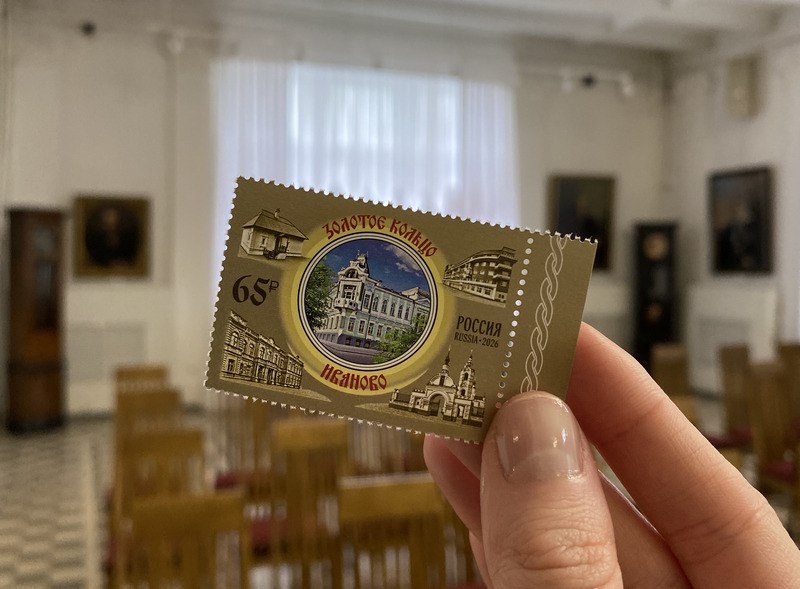 ЗОЛОТОЕ КОЛЬЦО
65₽
РОССИЯ
RUSSIA•2026
ИВАНОВО